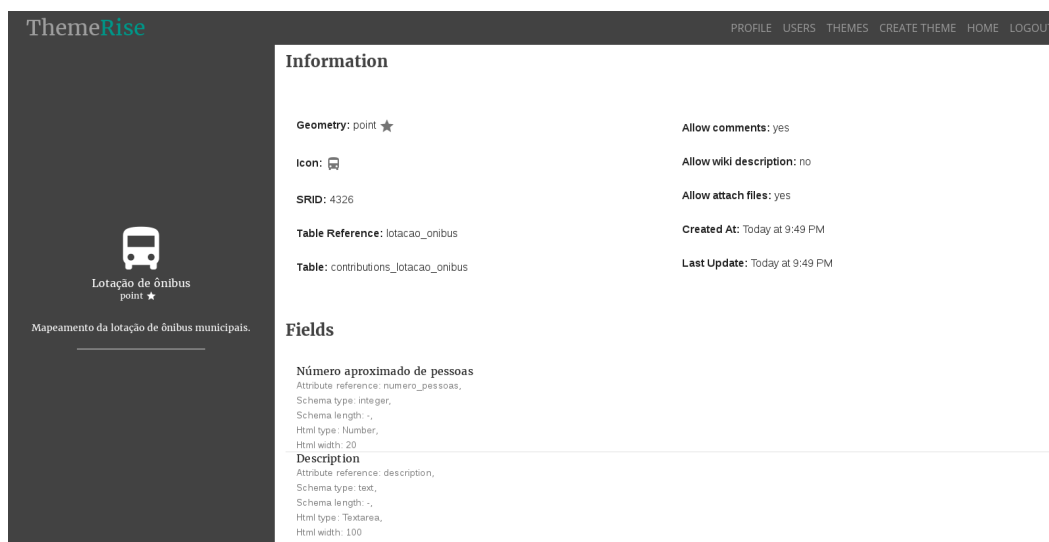 ThemeRise
PROFILE USERS THEMES CREATE THEME HOME LOGOUT
Lotação de ônibus
point
Mapeamento da lotação de ônibus municipais.
Information
Geometry: point
Icon:
SRID: 4326
Table Reference: lotacao_onibus
Table: contributions_lotacao_onibus
Allow comments: yes
Allow wiki description: no
Allow attach files: yes
Created At: Today at 9:49 PM
Last Update: Today at 9:49 PM
Fields
Número aproximado de pessoas
Attribute reference: numero_pessoas,
Schema type: integer,
Schema length: -,
Html type: Number,
Html width: 20
Description
Attribute reference: description,
Schema type: text,
Schema length: -,
Html type: Textarea,
Html width: 100